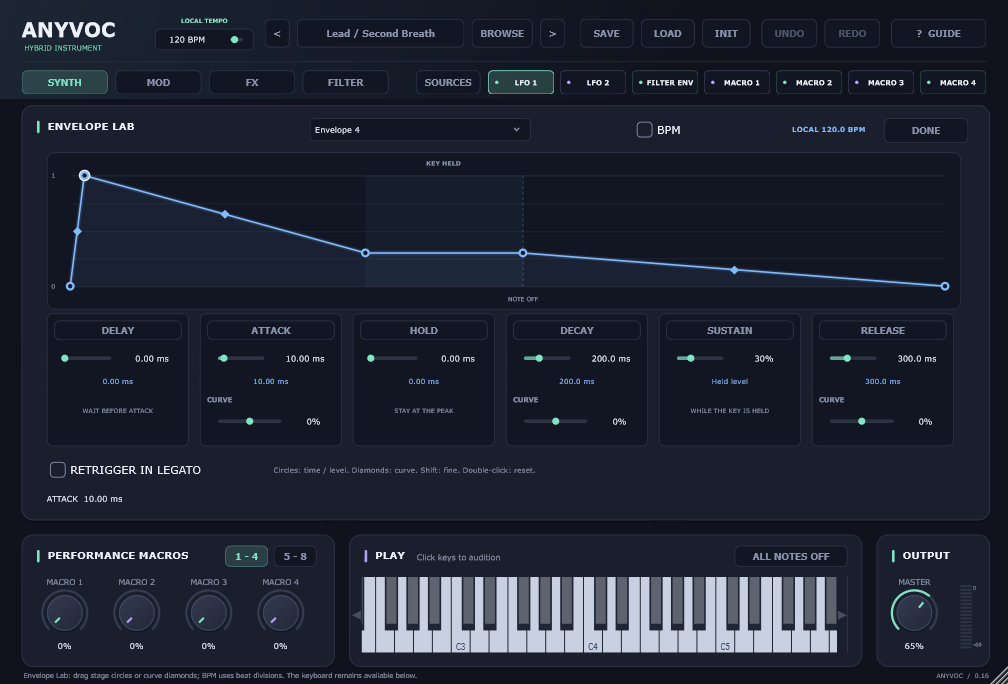 ANYVOC
HYBRID INSTRUMENT
LOCAL TEMPO
120 BPM
< Lead / Second Breath BROWSE > SAVE LOAD INIT UNDO REDO ? GUIDE
SYNTH MOD FX FILTER SOURCES LFO 1 LFO 2 FILTER ENV MACRO 1 MACRO 2 MACRO 3 MACRO 4
ENVELOPE LAB Envelope 4 BPM LOCAL 120.0 BPM DONE
KEY HELD
1
0
NOTE OFF
DELAY ATTACK HOLD DECAY SUSTAIN RELEASE
0.00 ms 10.00 ms 0.00 ms 200.0 ms 30% 300.0 ms
0.00 ms 10.00 ms 0.00 ms 200.0 ms Held level 300.0 ms
WAIT BEFORE ATTACK CURVE STAY AT THE PEAK CURVE WHILE THE KEY IS HELD CURVE
0% 0% 0%
RETRIGGER IN LEGATO Circles: time / level. Diamonds: curve. Shift: fine. Double-click: reset.
ATTACK 10.00 ms
PERFORMANCE MACROS 1 - 4 5 - 8
MACRO 1 MACRO 2 MACRO 3 MACRO 4
0% 0% 0% 0%
PLAY Click keys to audition ALL NOTES OFF
C3 C4 C5
OUTPUT
MASTER
0
-60
65%
Envelope Lab: drag stage circles or curve diamonds; BPM uses beat divisions. The keyboard remains available below.
ANYVOC / 0.16